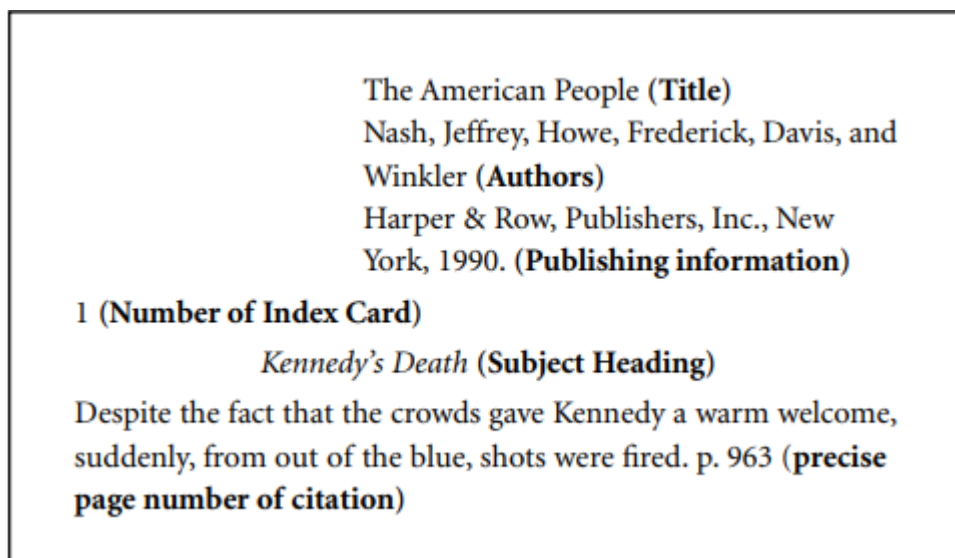 The American People (Title)
Nash, Jeffrey, Howe, Frederick, Davis, and
Winkler (Authors)
Harper & Row, Publishers, Inc., New
York, 1990. (Publishing information)
1 (Number of Index Card)
Kennedy’s Death (Subject Heading)
Despite the fact that the crowds gave Kennedy a warm welcome,
suddenly, from out of the blue, shots were fired. p. 963 (precise
page number of citation)